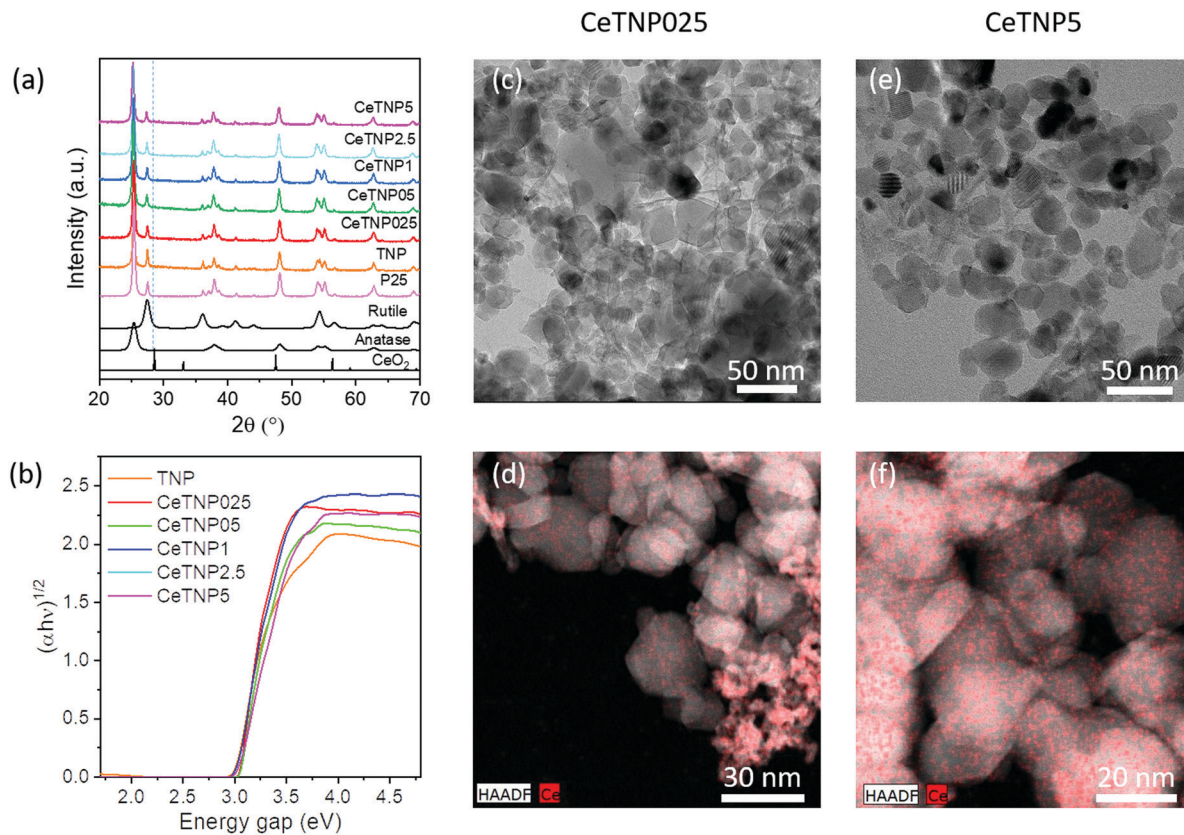 CeTNP025
CeTNP5
(a)
CeTNP5
CeTNP2.5
CeTNP1
CeTNP05
CeTNP025
TNP
P25
Rutile
Anatase
CeO₂
Intensity (a.u.)
20 30 40 50 60 70
2θ (°)
(c)
50 nm
(e)
50 nm
(b)
TNP
CeTNP025
CeTNP05
CeTNP1
CeTNP2.5
CeTNP5
(αhν)^1/2
2.5
2.0
1.5
1.0
0.5
0.0
2.0 2.5 3.0 3.5 4.0 4.5
Energy gap (eV)
(d)
HAADF Ce
30 nm
(f)
HAADF Ce
20 nm